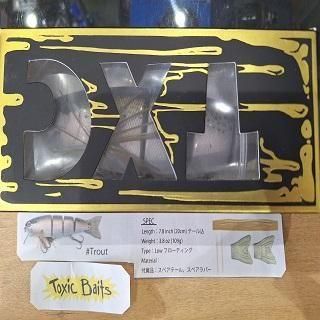 TXC
SPEC
Length : 7.8 inch (20cm) テール込
Weight : 3.8 oz (109g)
Type : Low フローティング
Material :
付属品 : スペアテール、スペアラバー
#Trout
Toxic Baits